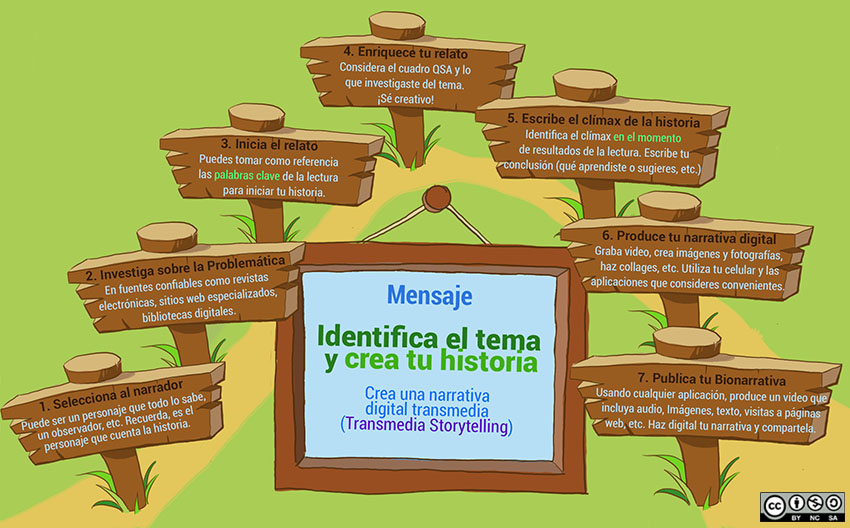 4. Enriquece tu relato
Considera el cuadro QSA y lo
que investigaste del tema.
¡Sé creativo!
5. Escribe el clímax de la historia
Identifica el clímax en el momento
de resultados de la lectura. Escribe tu
conclusión (qué aprendiste o sugieres, etc.)
3. Inicia el relato
Puedes tomar como referencia
las palabras clave de la lectura
para iniciar tu historia.
6. Produce tu narrativa digital
Graba video, crea imágenes y fotografías,
haz collages, etc. Utiliza tu celular y las
aplicaciones que consideres convenientes.
2. Investiga sobre la Problemática
En fuentes confiables como revistas
electrónicas, sitios web especializados,
bibliotecas digitales.
Mensaje
Identifica el tema
y crea tu historia
Crea una narrativa
digital transmedia
(Transmedia Storytelling)
1. Selecciona al narrador
Puede ser un personaje que todo lo sabe,
un observador, etc. Recuerda, es el
personaje que cuenta la historia.
7. Publica tu Bionarrativa
Usando cualquier aplicación, produce un video que
incluya audio, Imágenes, texto, visitas a páginas
web, etc. Haz digital tu narrativa y compartela.
cc
BY NC SA